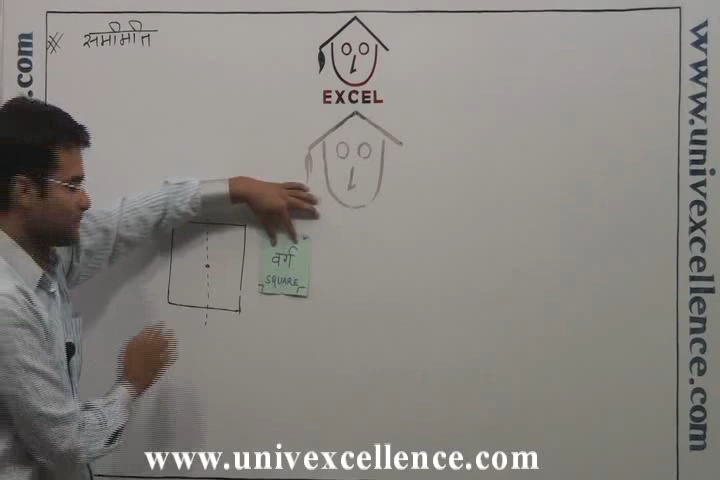 ※ समीमीति
EXCEL
वर्ग
SQUARE
.com
www.univexcellence.com
www.univexcellence.com